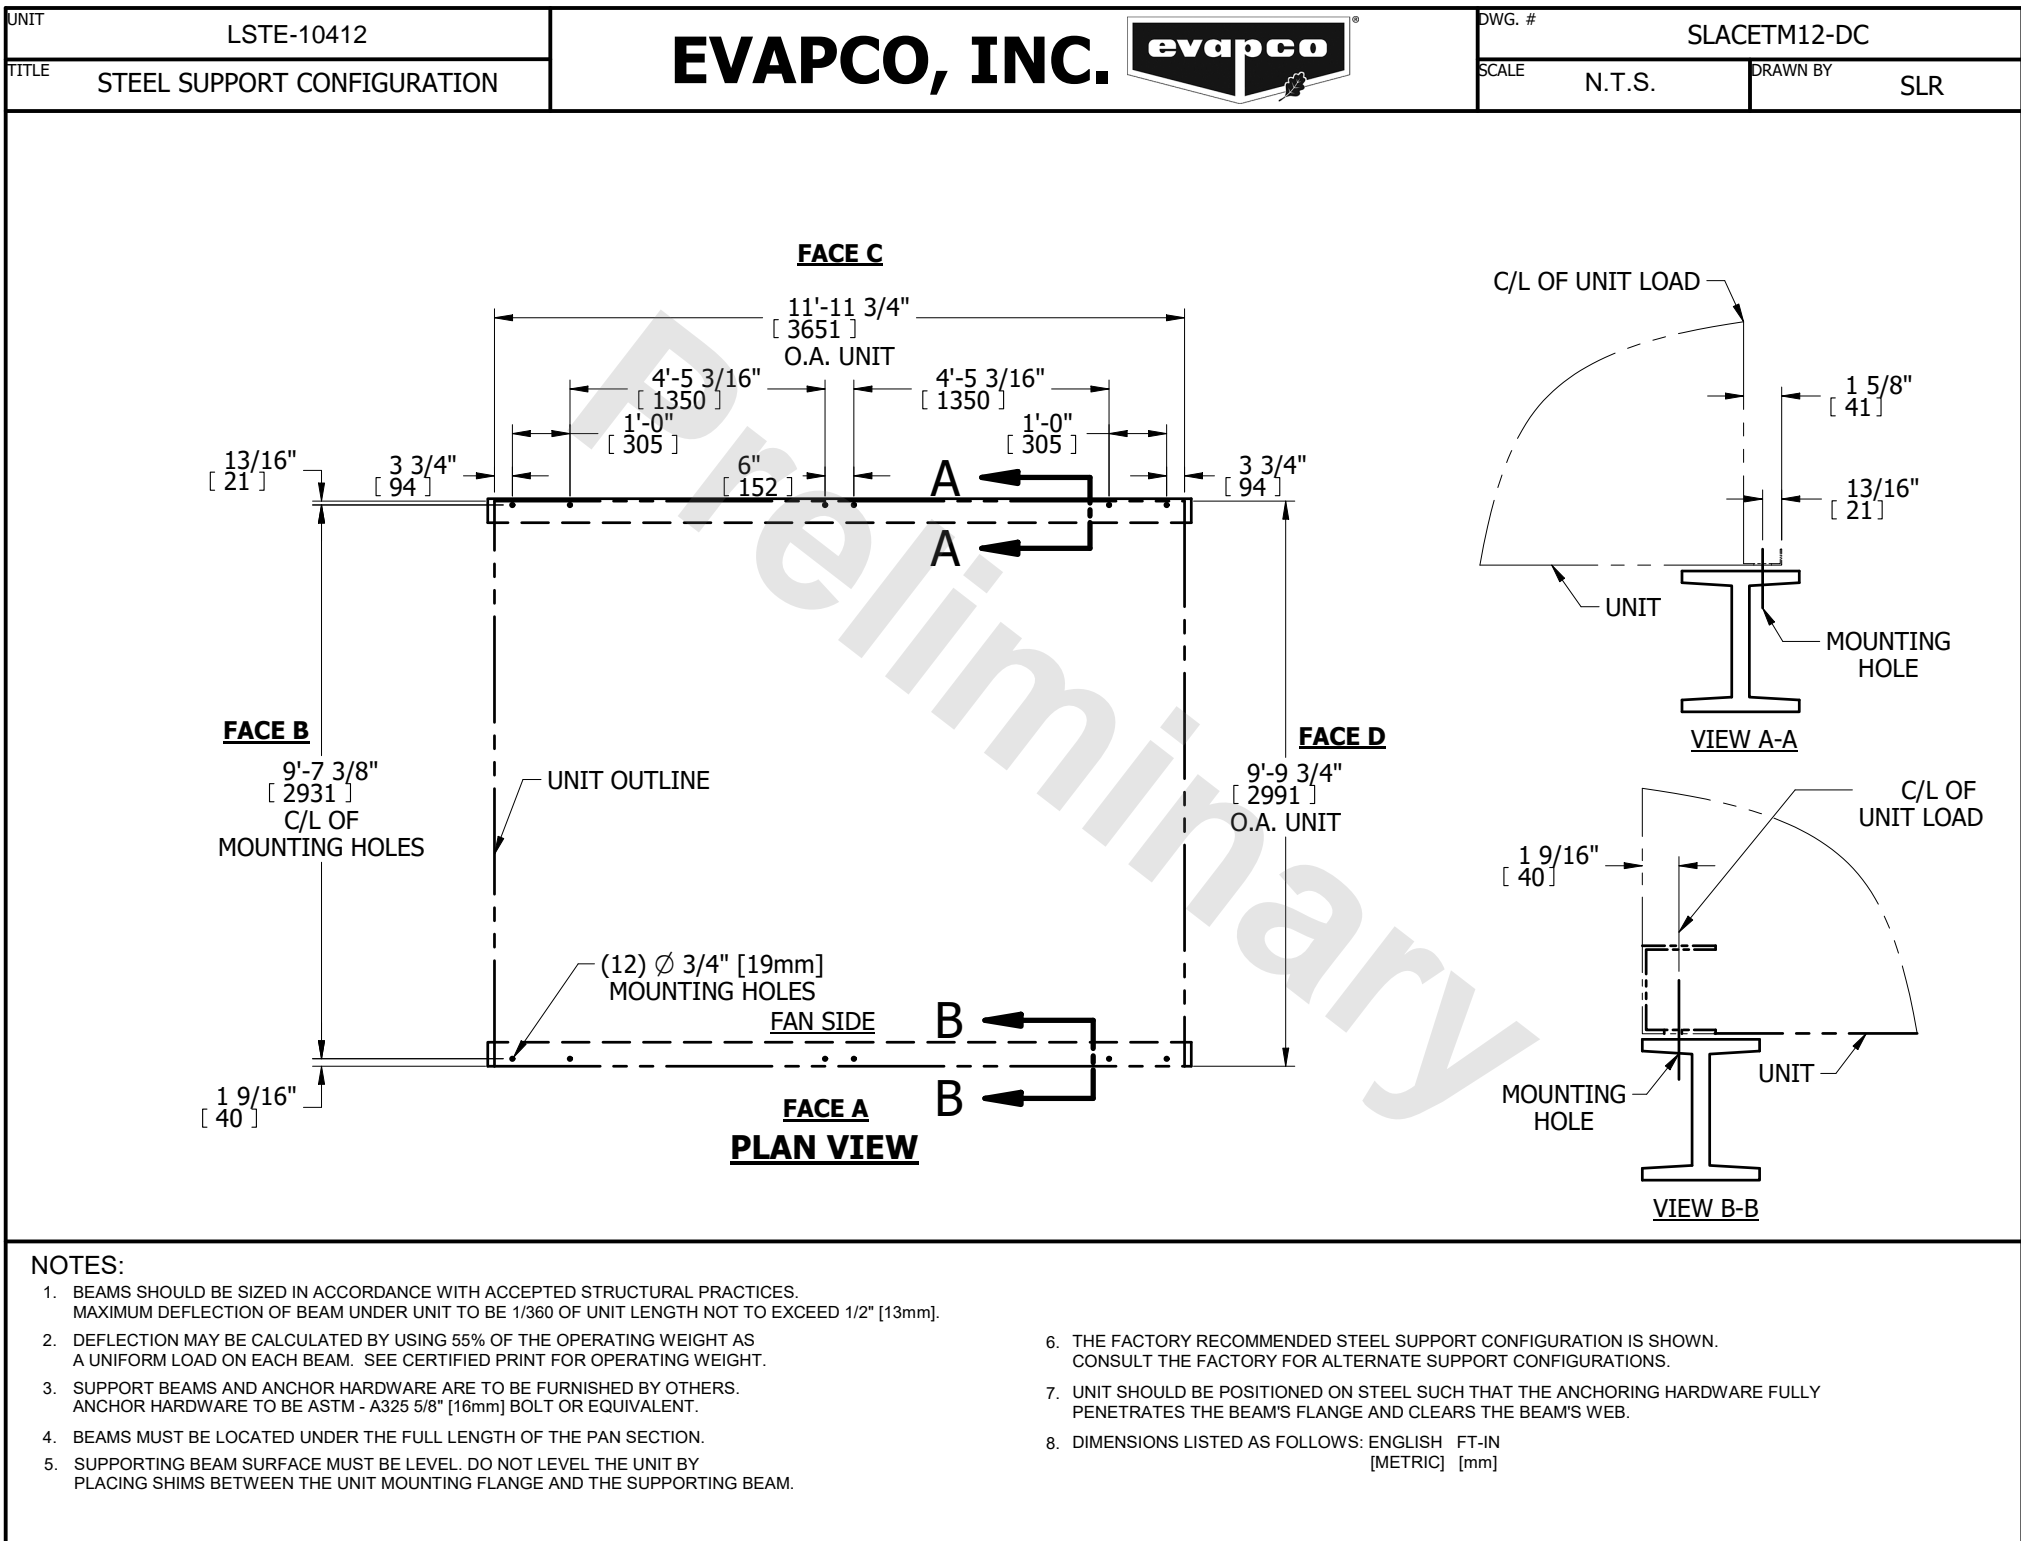 UNIT
LSTE-10412
TITLE
STEEL SUPPORT CONFIGURATION
EVAPCO, INC.
evapco
®
DWG. #
SLACETM12-DC
SCALE
N.T.S.
DRAWN BY
SLR
FACE C
11'-11 3/4"
[ 3651 ]
O.A. UNIT
4'-5 3/16"
[ 1350 ]
4'-5 3/16"
[ 1350 ]
1'-0"
[ 305 ]
1'-0"
[ 305 ]
13/16"
[ 21 ]
3 3/4"
[ 94 ]
6"
[ 152 ]
3 3/4"
[ 94 ]
A
A
FACE B
9'-7 3/8"
[ 2931 ]
C/L OF
MOUNTING HOLES
UNIT OUTLINE
FACE D
9'-9 3/4"
[ 2991 ]
O.A. UNIT
(12) Ø 3/4" [19mm]
MOUNTING HOLES
FAN SIDE
B
B
1 9/16"
[ 40 ]
FACE A
PLAN VIEW
Preliminary
C/L OF UNIT LOAD
1 5/8"
[ 41 ]
13/16"
[ 21 ]
UNIT
MOUNTING
HOLE
VIEW A-A
C/L OF
UNIT LOAD
1 9/16"
[ 40 ]
UNIT
MOUNTING
HOLE
VIEW B-B
NOTES:
1. BEAMS SHOULD BE SIZED IN ACCORDANCE WITH ACCEPTED STRUCTURAL PRACTICES.
MAXIMUM DEFLECTION OF BEAM UNDER UNIT TO BE 1/360 OF UNIT LENGTH NOT TO EXCEED 1/2" [13mm].
2. DEFLECTION MAY BE CALCULATED BY USING 55% OF THE OPERATING WEIGHT AS
A UNIFORM LOAD ON EACH BEAM. SEE CERTIFIED PRINT FOR OPERATING WEIGHT.
3. SUPPORT BEAMS AND ANCHOR HARDWARE ARE TO BE FURNISHED BY OTHERS.
ANCHOR HARDWARE TO BE ASTM - A325 5/8" [16mm] BOLT OR EQUIVALENT.
4. BEAMS MUST BE LOCATED UNDER THE FULL LENGTH OF THE PAN SECTION.
5. SUPPORTING BEAM SURFACE MUST BE LEVEL. DO NOT LEVEL THE UNIT BY
PLACING SHIMS BETWEEN THE UNIT MOUNTING FLANGE AND THE SUPPORTING BEAM.
6. THE FACTORY RECOMMENDED STEEL SUPPORT CONFIGURATION IS SHOWN.
CONSULT THE FACTORY FOR ALTERNATE SUPPORT CONFIGURATIONS.
7. UNIT SHOULD BE POSITIONED ON STEEL SUCH THAT THE ANCHORING HARDWARE FULLY
PENETRATES THE BEAM'S FLANGE AND CLEARS THE BEAM'S WEB.
8. DIMENSIONS LISTED AS FOLLOWS: ENGLISH FT-IN
[METRIC] [mm]